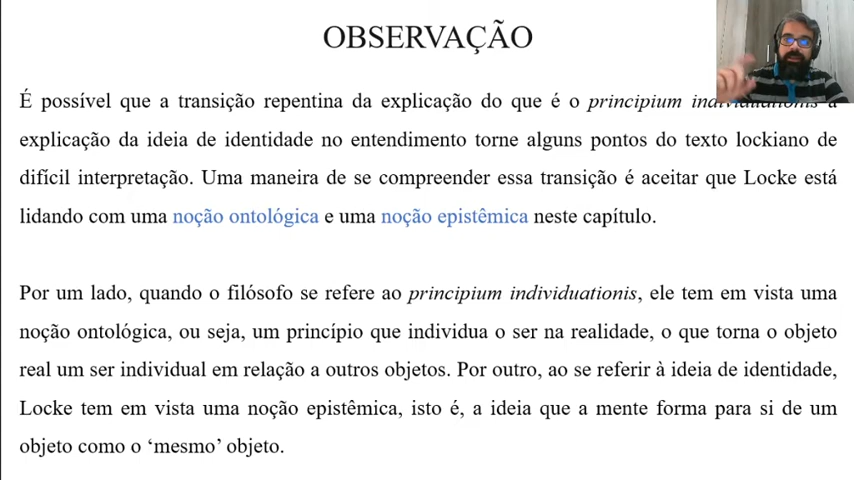 OBSERVAÇÃO
É possível que a transição repentina da explicação do que é o principium individuationis a
explicação da ideia de identidade no entendimento torne alguns pontos do texto lockiano de
difícil interpretação. Uma maneira de se compreender essa transição é aceitar que Locke está
lidando com uma noção ontológica e uma noção epistêmica neste capítulo.
Por um lado, quando o filósofo se refere ao principium individuationis, ele tem em vista uma
noção ontológica, ou seja, um princípio que individua o ser na realidade, o que torna o objeto
real um ser individual em relação a outros objetos. Por outro, ao se referir à ideia de identidade,
Locke tem em vista uma noção epistêmica, isto é, a ideia que a mente forma para si de um
objeto como o ‘mesmo’ objeto.